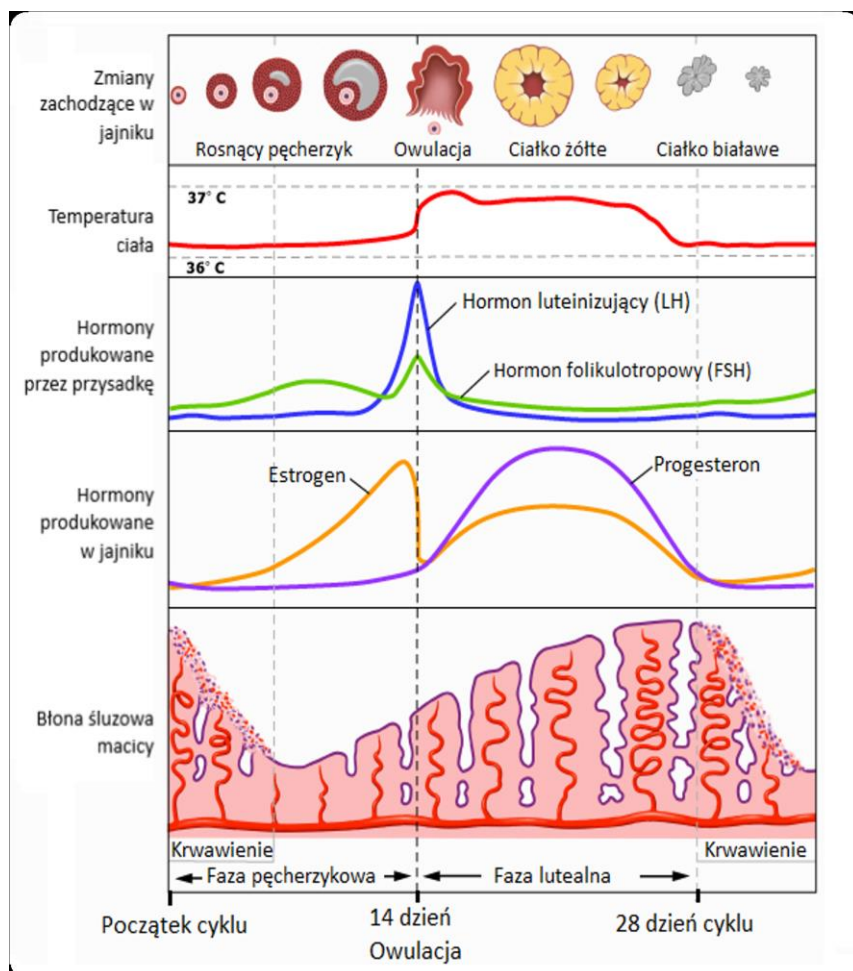 Zmiany
zachodzące w
jajniku
Rosnący pęcherzyk
Owulacja
Ciałko żółte
Ciałko białawe
Temperatura
ciała
37° C
36° C
Hormony
produkowane
przez przysadkę
Hormon luteinizujący (LH)
Hormon folikulotropowy (FSH)
Hormony
produkowane
w jajniku
Estrogen
Progesteron
Błona śluzowa
macicy
Krwawienie
Krwawienie
Faza pęcherzykowa
Faza lutealna
Początek cyklu
14 dzień
Owulacja
28 dzień cyklu